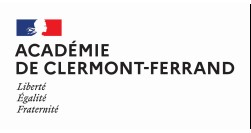 ACADÉMIE
DE CLERMONT-FERRAND
Liberté
Égalité
Fraternité